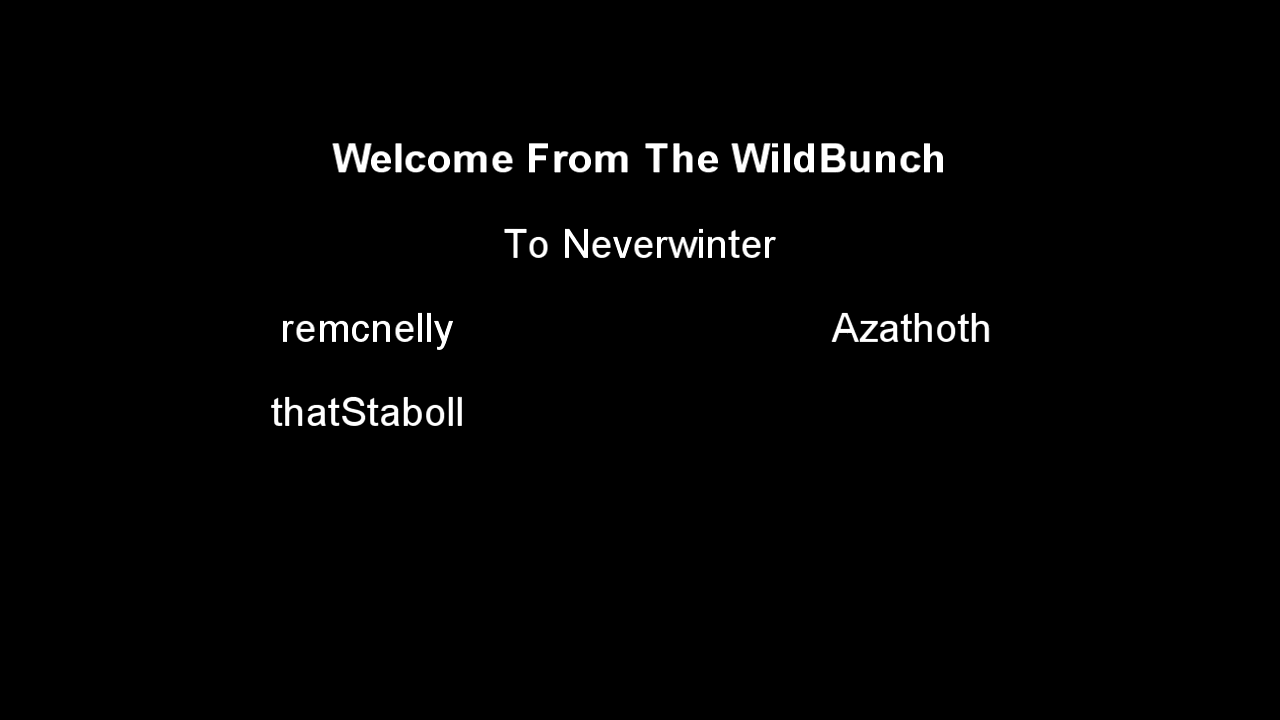 Welcome From The WildBunch
To Neverwinter
remcnelly Azathoth
thatStaboll